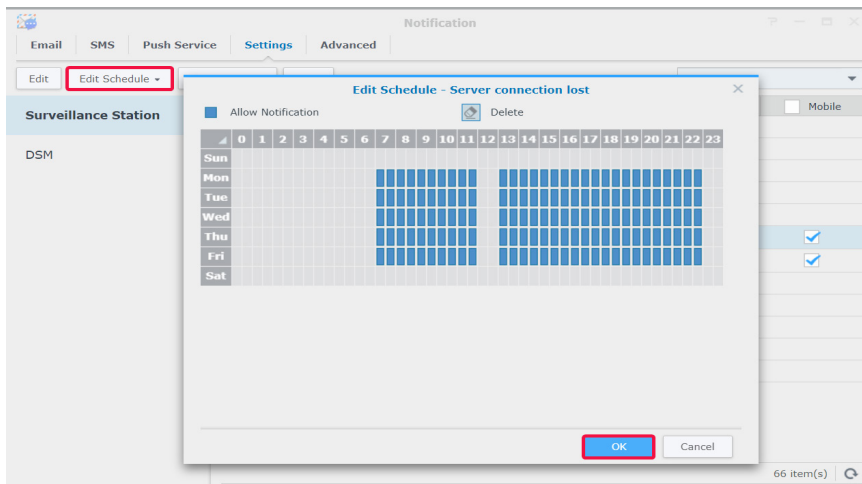 Notification
Email SMS Push Service Settings Advanced
Edit Edit Schedule
Edit Schedule - Server connection lost
Surveillance Station
Allow Notification Delete
Mobile
0 1 2 3 4 5 6 7 8 9 10 11 12 13 14 15 16 17 18 19 20 21 22 23
DSM
Sun
Mon
Tue
Wed
Thu
Fri
Sat
OK Cancel
66 item(s)